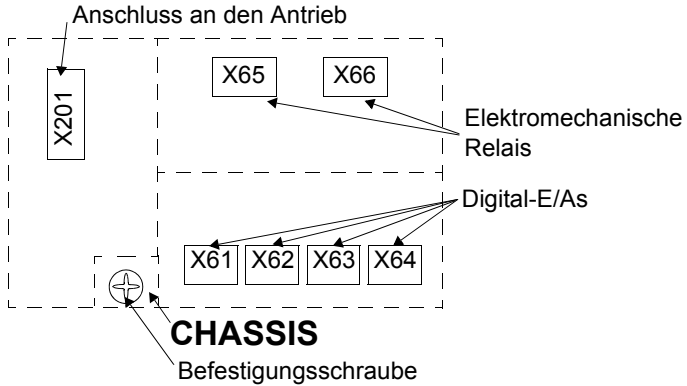 Anschluss an den Antrieb
X65
X66
X201
Elektromechanische
Relais
Digital-E/As
X61
X62
X63
X64
CHASSIS
Befestigungsschraube